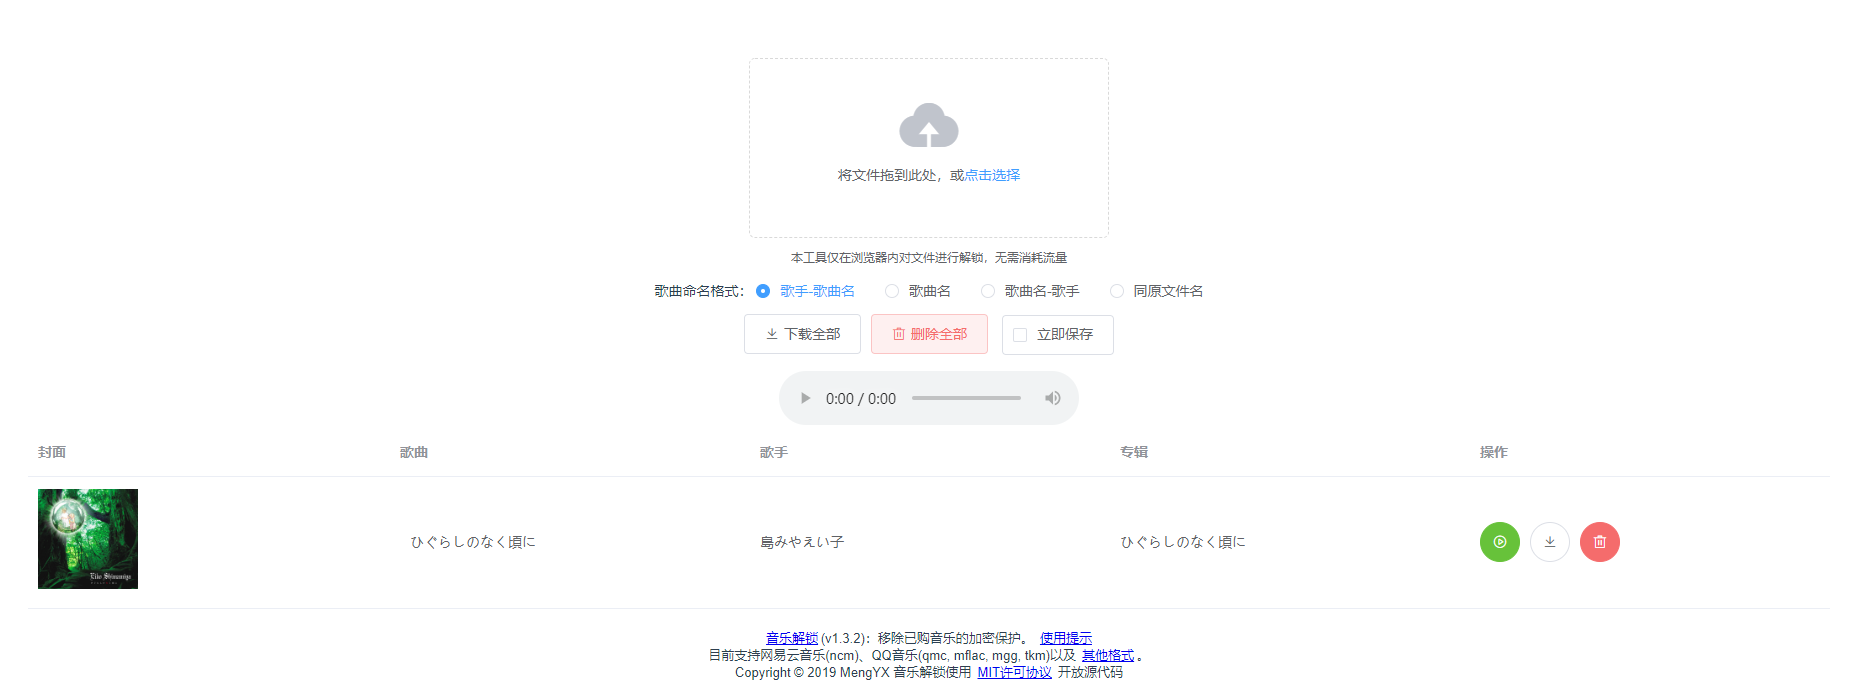 将文件拖到此处，或点击选择
本工具仅在浏览器内对文件进行解锁，无需消耗流量
歌曲命名格式： 歌手-歌曲名 歌曲名 歌曲名-歌手 同原文件名
下载全部 删除全部 立即保存
0:00 / 0:00
封面 歌曲 歌手 专辑 操作
Eiko Shimamiya
ひぐらしのなく頃に 島みやえい子 ひぐらしのなく頃に
音乐解锁 (v1.3.2)：移除已购音乐的加密保护。 使用提示
目前支持网易云音乐(ncm)、QQ音乐(qmc, mflac, mgg, tkm)以及 其他格式 。
Copyright © 2019 MengYX 音乐解锁使用 MIT许可协议 开放源代码